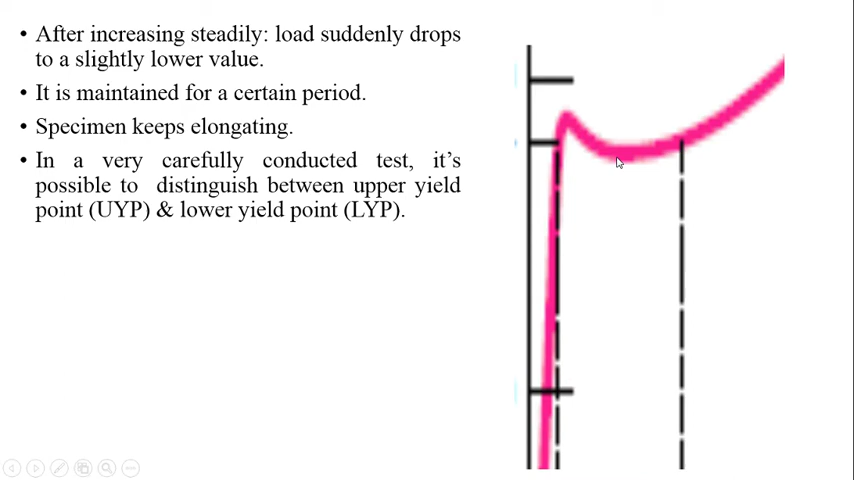 • After increasing steadily: load suddenly drops
to a slightly lower value.
• It is maintained for a certain period.
• Specimen keeps elongating.
• In a very carefully conducted test, it’s
possible to distinguish between upper yield
point (UYP) & lower yield point (LYP).